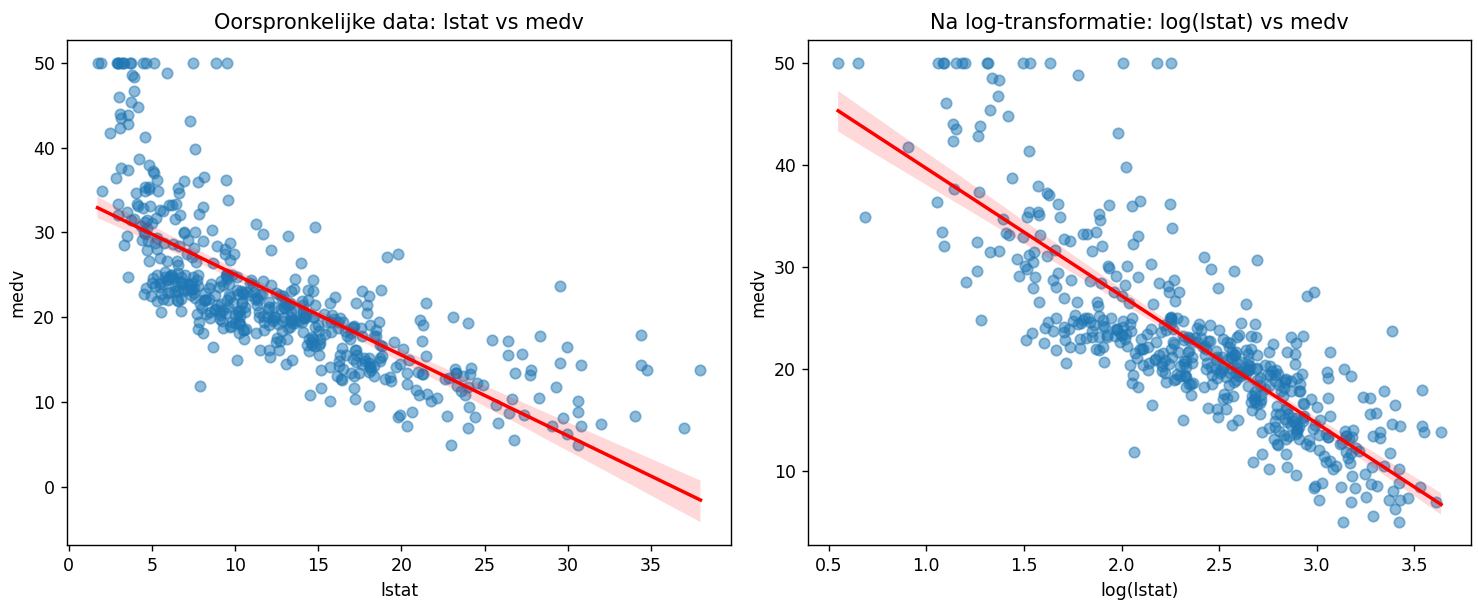 Oorspronkelijke data: lstat vs medv
50
40
30
20
10
0
medv
0 5 10 15 20 25 30 35
lstat
Na log-transformatie: log(lstat) vs medv
50
40
30
20
10
medv
0.5 1.0 1.5 2.0 2.5 3.0 3.5
log(lstat)